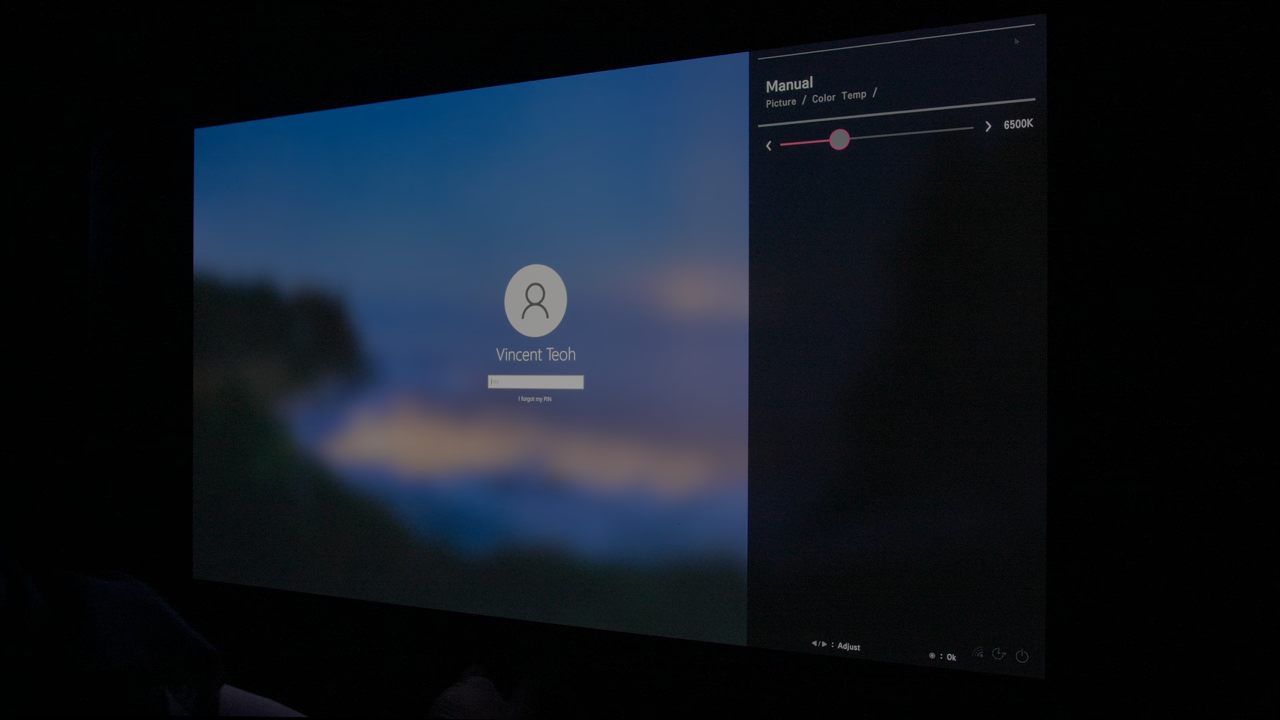 Manual
Picture / Color Temp /
6500K
Vincent Teoh
I forgot my PIN
◄/► : Adjust
◉ : Ok